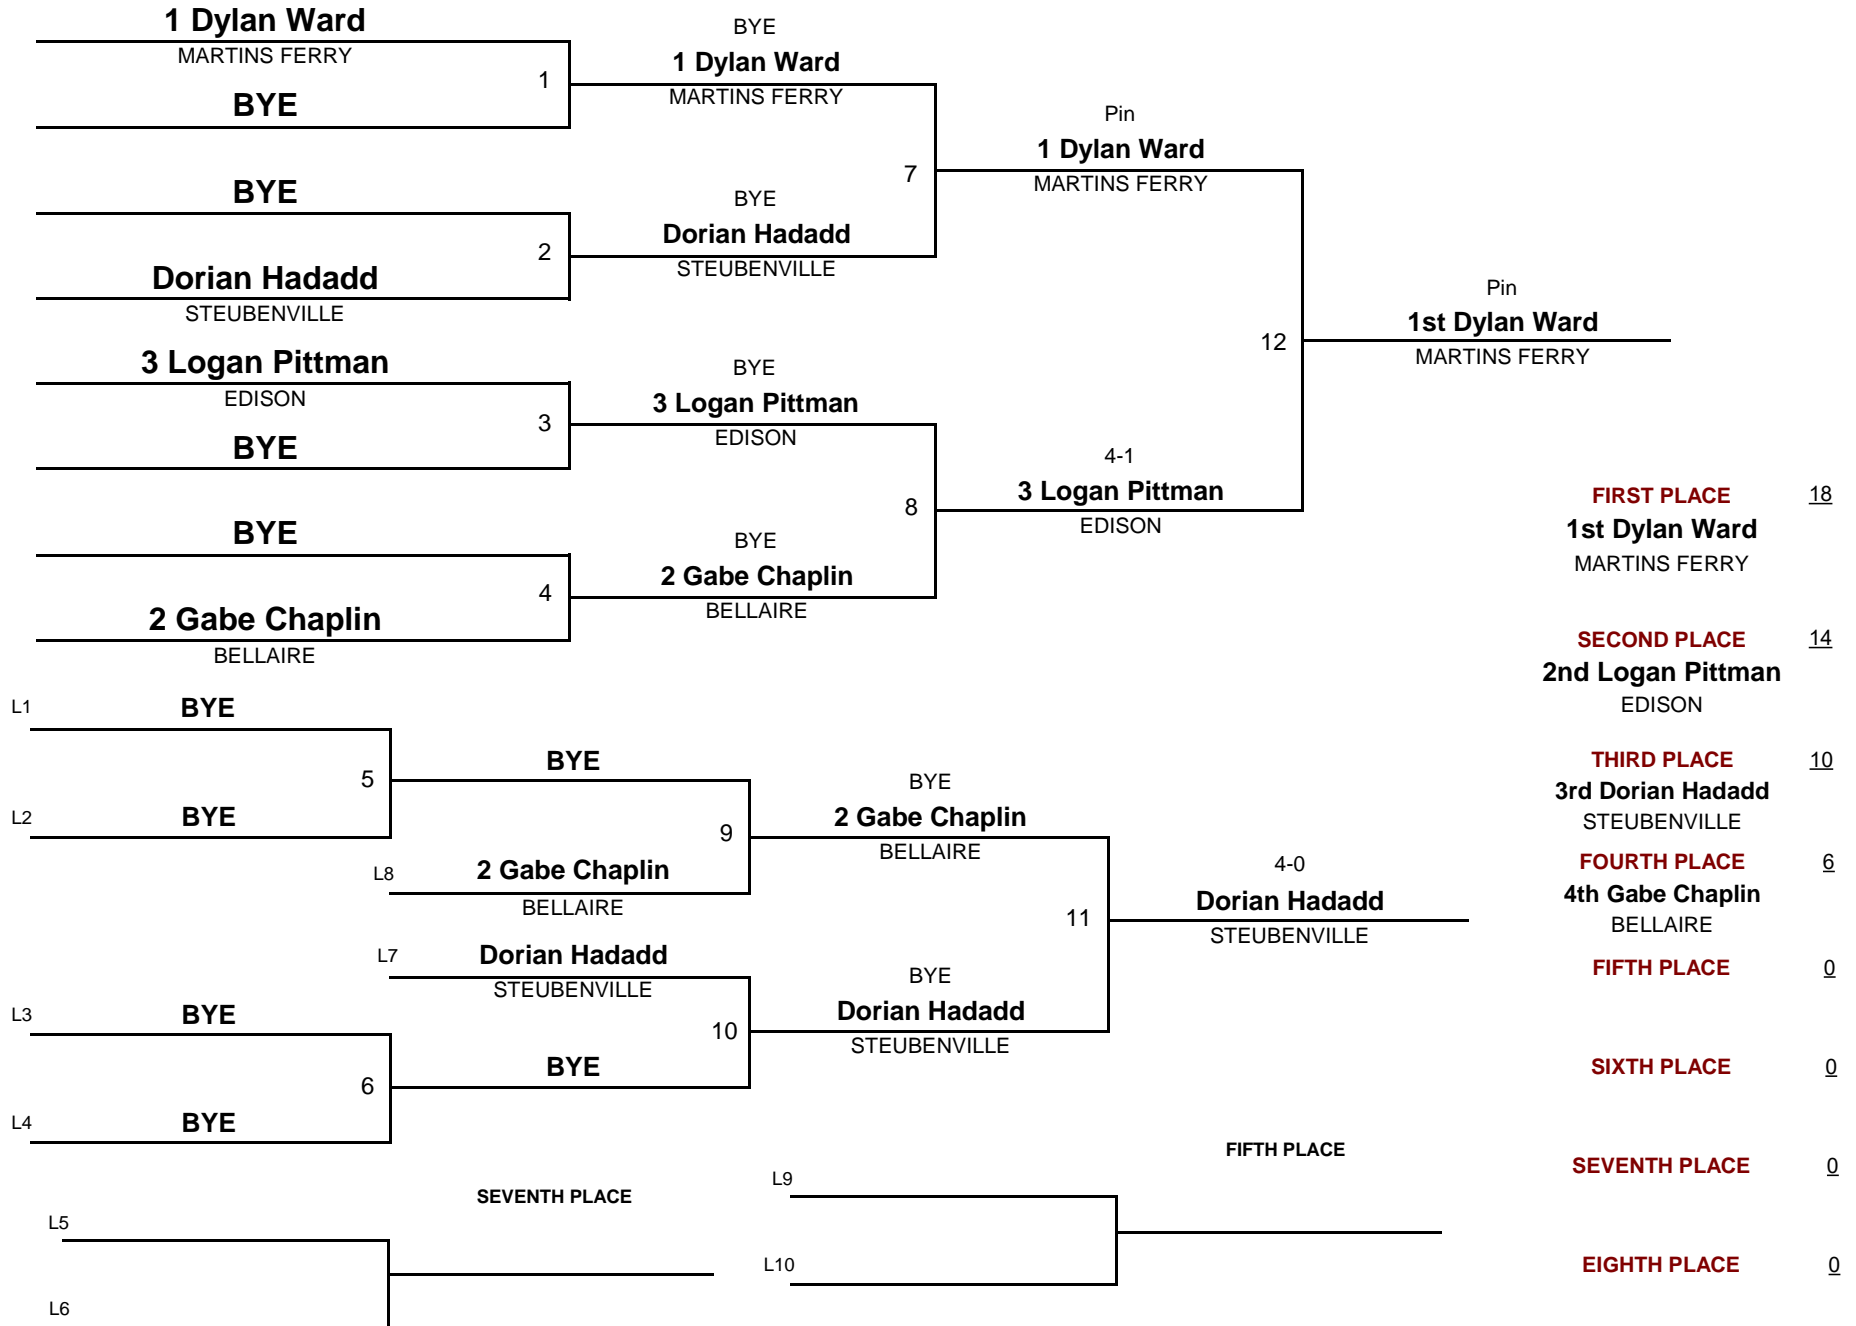 1 Dylan Ward
MARTINS FERRY
1
BYE
BYE
2
Dorian Hadadd
STEUBENVILLE
3 Logan Pittman
EDISON
3
BYE
BYE
4
2 Gabe Chaplin
BELLAIRE
BYE
1 Dylan Ward
MARTINS FERRY
7
BYE
Dorian Hadadd
STEUBENVILLE
BYE
3 Logan Pittman
EDISON
8
BYE
2 Gabe Chaplin
BELLAIRE
Pin
1 Dylan Ward
MARTINS FERRY
12
4-1
3 Logan Pittman
EDISON
Pin
1st Dylan Ward
MARTINS FERRY
L1 BYE
5
L2 BYE
BYE
9
L8 2 Gabe Chaplin
BELLAIRE
L7 Dorian Hadadd
STEUBENVILLE
10
L3 BYE
BYE
6
L4 BYE
BYE
2 Gabe Chaplin
BELLAIRE
11
BYE
Dorian Hadadd
STEUBENVILLE
4-0
Dorian Hadadd
STEUBENVILLE
FIRST PLACE 18
1st Dylan Ward
MARTINS FERRY
SECOND PLACE 14
2nd Logan Pittman
EDISON
THIRD PLACE 10
3rd Dorian Hadadd
STEUBENVILLE
FOURTH PLACE 6
4th Gabe Chaplin
BELLAIRE
FIFTH PLACE 0
SIXTH PLACE 0
SEVENTH PLACE 0
EIGHTH PLACE 0
SEVENTH PLACE
L5
L6
FIFTH PLACE
L9
L10